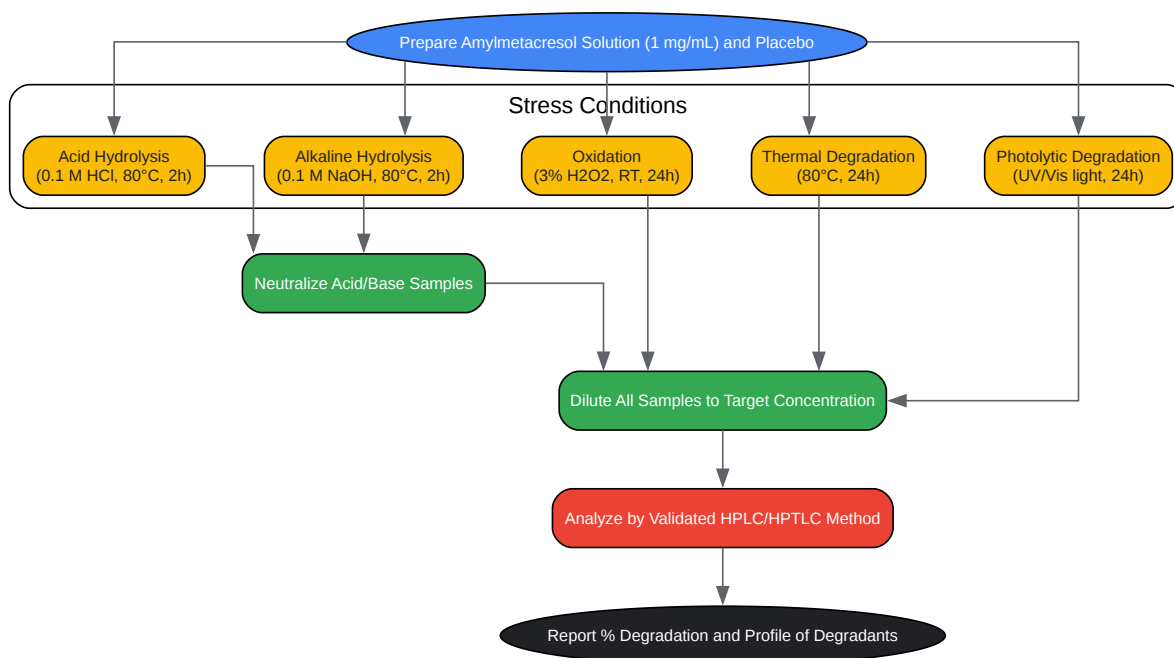 Prepare Amylmetacresol Solution (1 mg/mL) and Placebo
Stress Conditions
Acid Hydrolysis
(0.1 M HCl, 80°C, 2h)
Alkaline Hydrolysis
(0.1 M NaOH, 80°C, 2h)
Oxidation
(3% H2O2, RT, 24h)
Thermal Degradation
(80°C, 24h)
Photolytic Degradation
(UV/Vis light, 24h)
Neutralize Acid/Base Samples
Dilute All Samples to Target Concentration
Analyze by Validated HPLC/HPTLC Method
Report % Degradation and Profile of Degradants